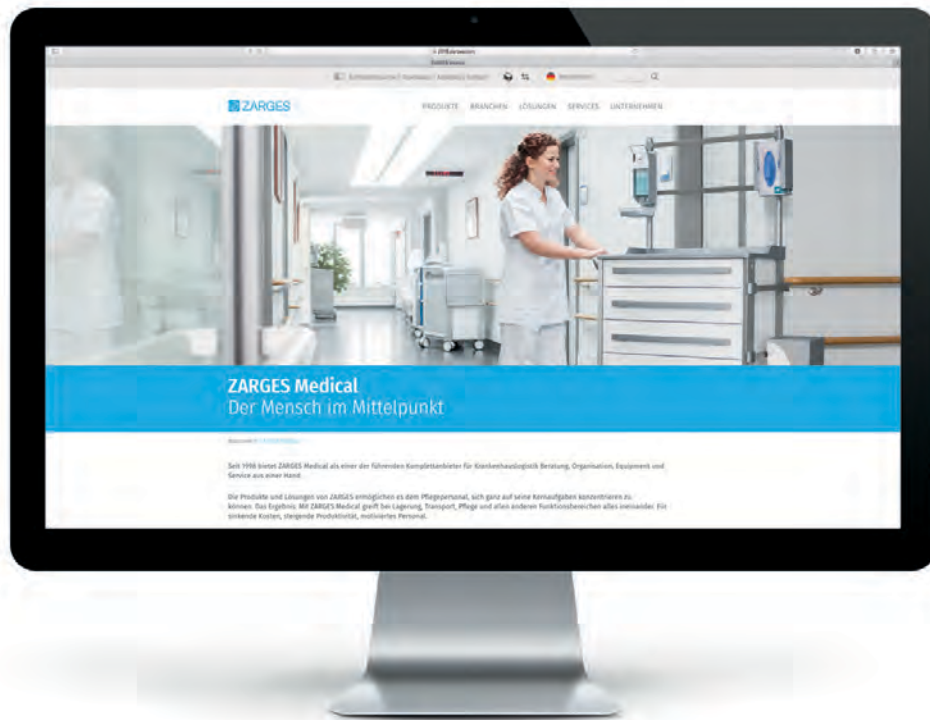 ZARGES
PRODUKTE BRANCHEN LÖSUNGEN SERVICES UNTERNEHMEN
ZARGES Medical
Der Mensch im Mittelpunkt
Seit 1998 bietet ZARGES Medical als einer der führenden Komplettanbieter für Krankenhauslogistik Beratung, Organisation, Equipment und
Service aus einer Hand.
Die Produkte und Lösungen von ZARGES ermöglichen es dem Pflegepersonal, sich ganz auf seine Kernaufgaben konzentrieren zu
können. Das Ergebnis: Mit ZARGES Medical greift bei Lagerung, Transport, Pflege und allen anderen Funktionsbereichen alles ineinander. Für
sinkende Kosten, steigende Produktivität, motiviertes Personal.